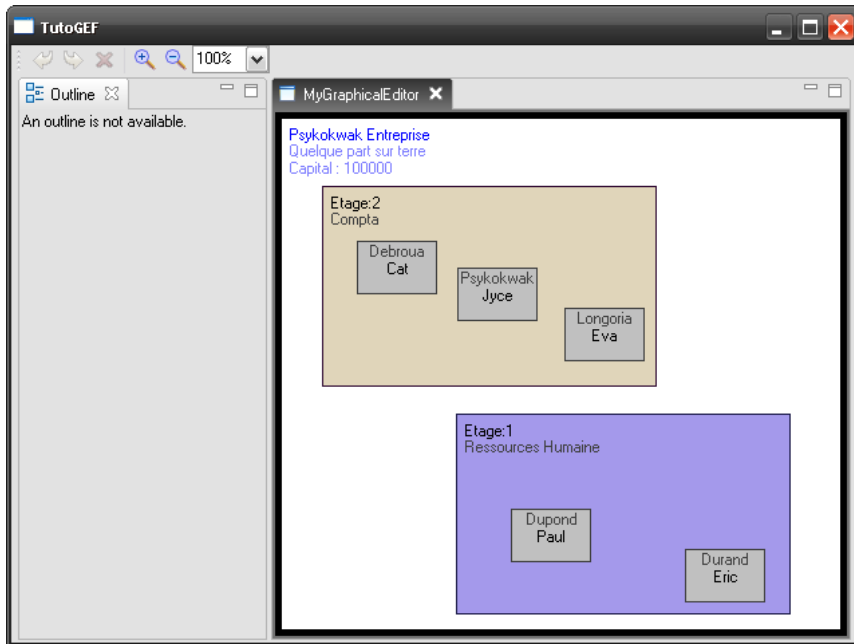 TutoGEF
100%
Outline
MyGraphicalEditor
An outline is not available.
Psykokwak Entreprise
Quelque part sur terre
Capital : 100000
Etage:2
Compta
Debroua
Cat
Psykokwak
Jyce
Longoria
Eva
Etage:1
Ressources Humaine
Dupond
Paul
Durand
Eric